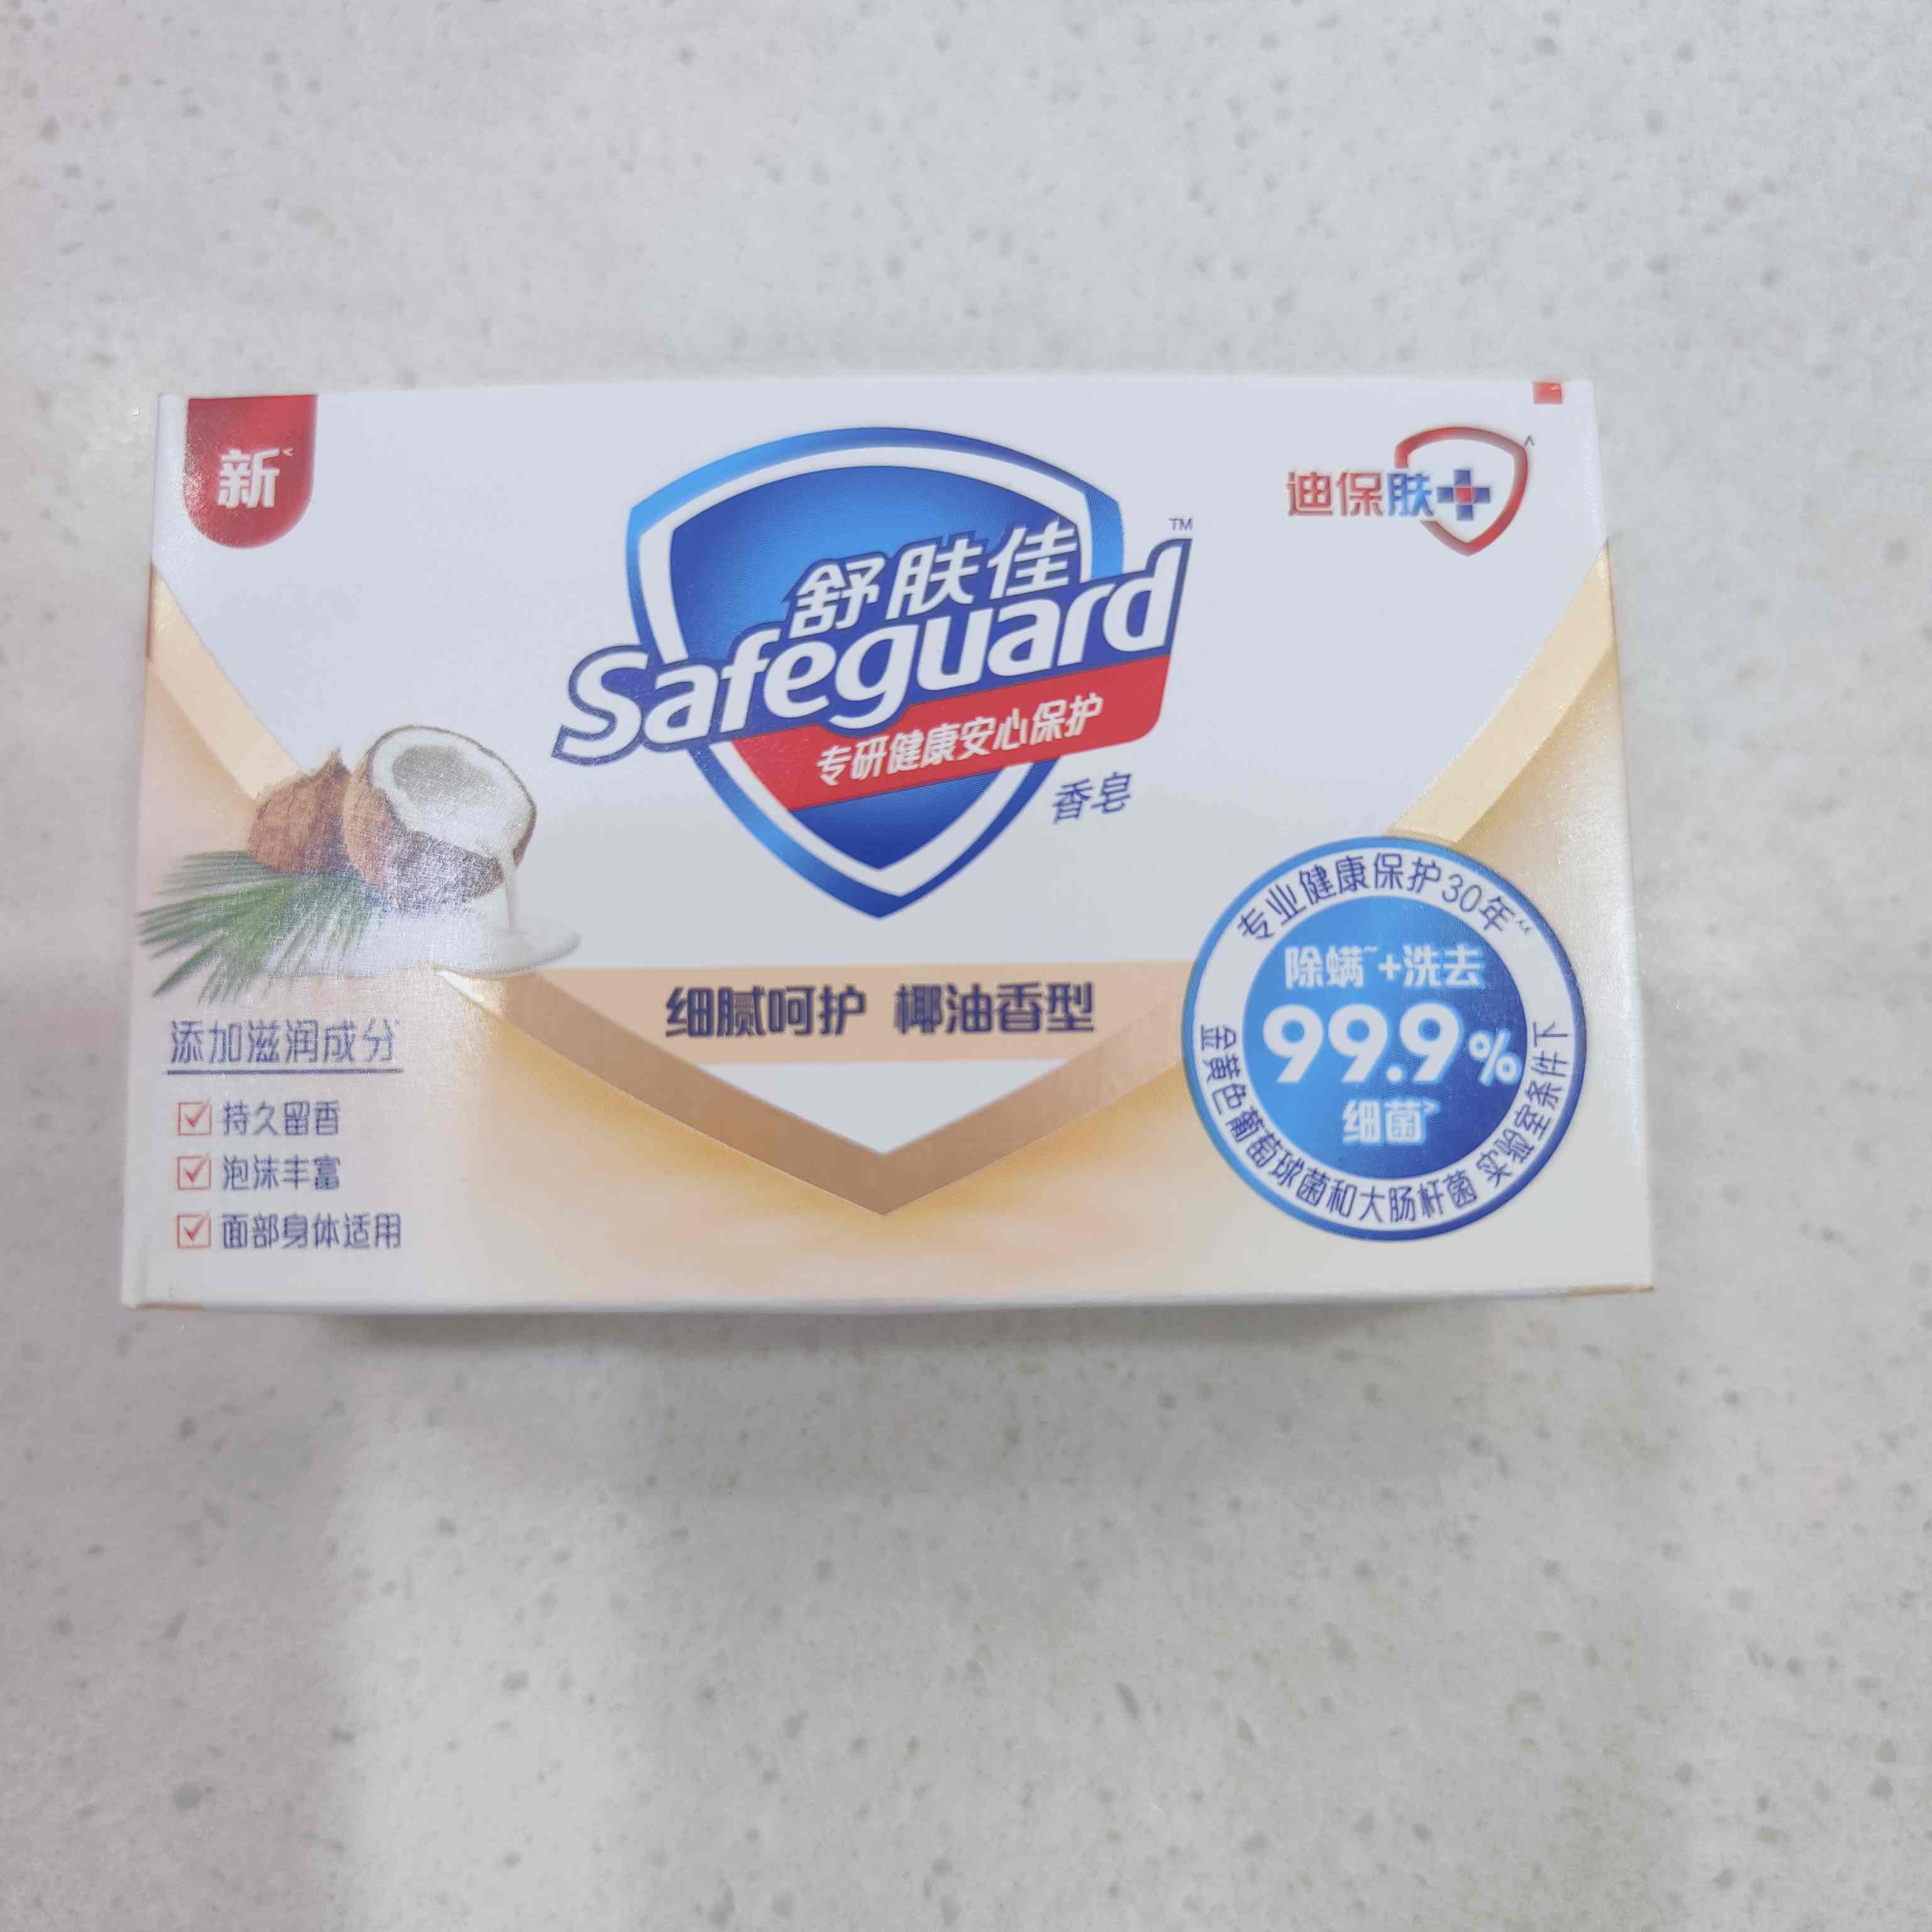 新
舒肤佳
TM
Safeguard
专研健康安心保护
香皂
迪保肤
细腻呵护 椰油香型
添加滋润成分
持久留香
泡沫丰富
面部身体适用
专业健康保护30年^^
除螨~+洗去
99.9%
细菌
金黄色葡萄球菌和大肠杆菌 实验室条件下